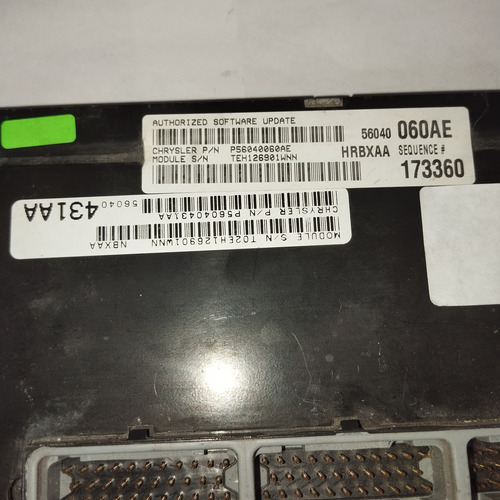 AUTHORIZED SOFTWARE UPDATE
56040 060AE
CHRYSLER P/N P56040060AE
HRBXAA SEQUENCE #
MODULE S/N TEH126901WNN
173360
MODULE S/N T02EH126901WNN
NBXAA
CHRYSLER P/N P56040431AA
56040 431AA